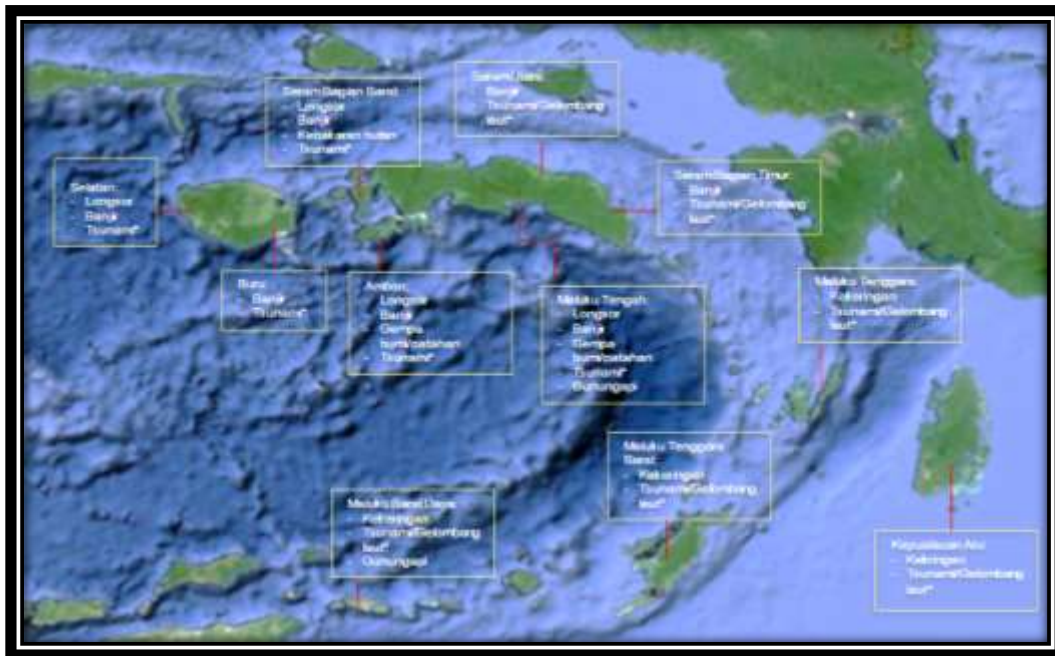 Seram Bagian Barat:
- Longsor
- Banjir
- Kebakaran hutan
- Tsunami*
- Banjir
- Tsunami/Gelombang
laut*
Selatan:
- Longsor
- Banjir
- Tsunami*
Seram Bagian Timur:
- Banjir
- Tsunami/Gelombang
laut*
Buru:
- Banjir
- Tsunami*
Ambon:
- Longsor
- Banjir
- Gempa
bumi/patahan
- Tsunami*
Maluku Tengah:
- Longsor
- Banjir
- Gempa
bumi/patahan
Tsunami*
- Gunungapi
Maluku Tenggara:
- Kekeringan
- Tsunami/Gelombang
laut*
Maluku Tenggara
Barat:
- Kekeringan
- Tsunami/Gelombang
laut*
Maluku Barat Daya:
- Kekeringan
- Tsunami/Gelombang
laut*
- Gunungapi
Kepulauan Aru:
- Kekeringan
- Tsunami/Gelombang
laut*